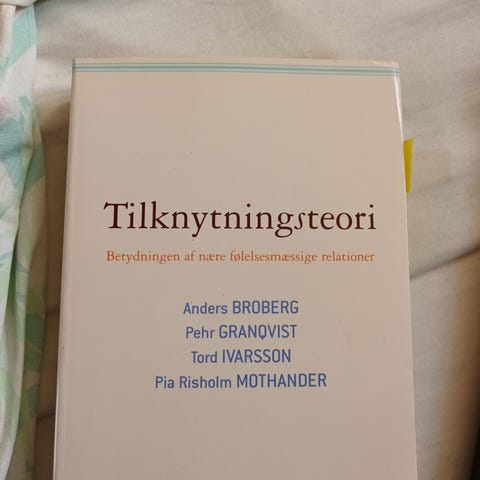 Tilknytningsteori
Betydningen af nære følelsesmæssige relationer
Anders BROBERG
Pehr GRANQVIST
Tord IVARSSON
Pia Risholm MOTHANDER